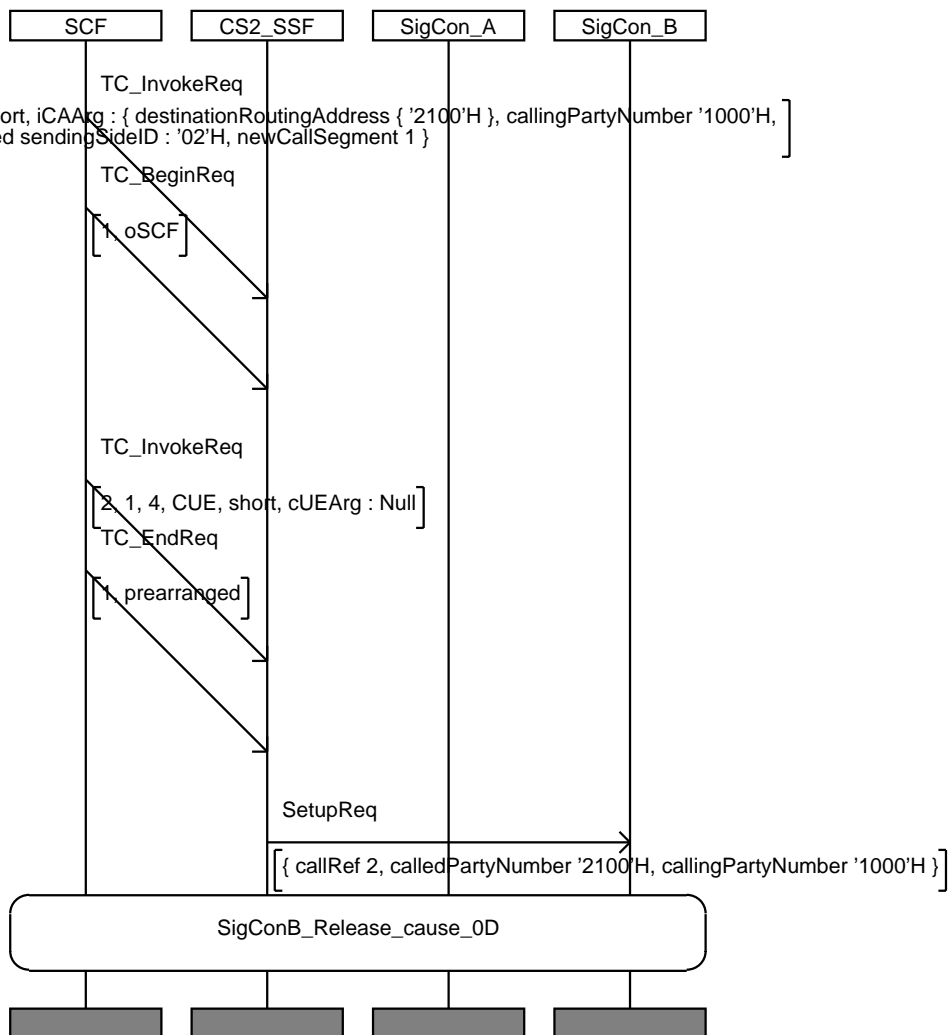 SCF
CS2_SSF
SigCon_A
SigCon_B
TC_InvokeReq
ort, iCAArg : { destinationRoutingAddress { '2100'H }, callingPartyNumber '1000'H,
ed sendingSideID : '02'H, newCallSegment 1 }
TC_BeginReq
1, oSCF
TC_InvokeReq
2, 1, 4, CUE, short, cUEArg : Null
TC_EndReq
1, prearranged
SetupReq
{ callRef 2, calledPartyNumber '2100'H, callingPartyNumber '1000'H }
SigConB_Release_cause_0D